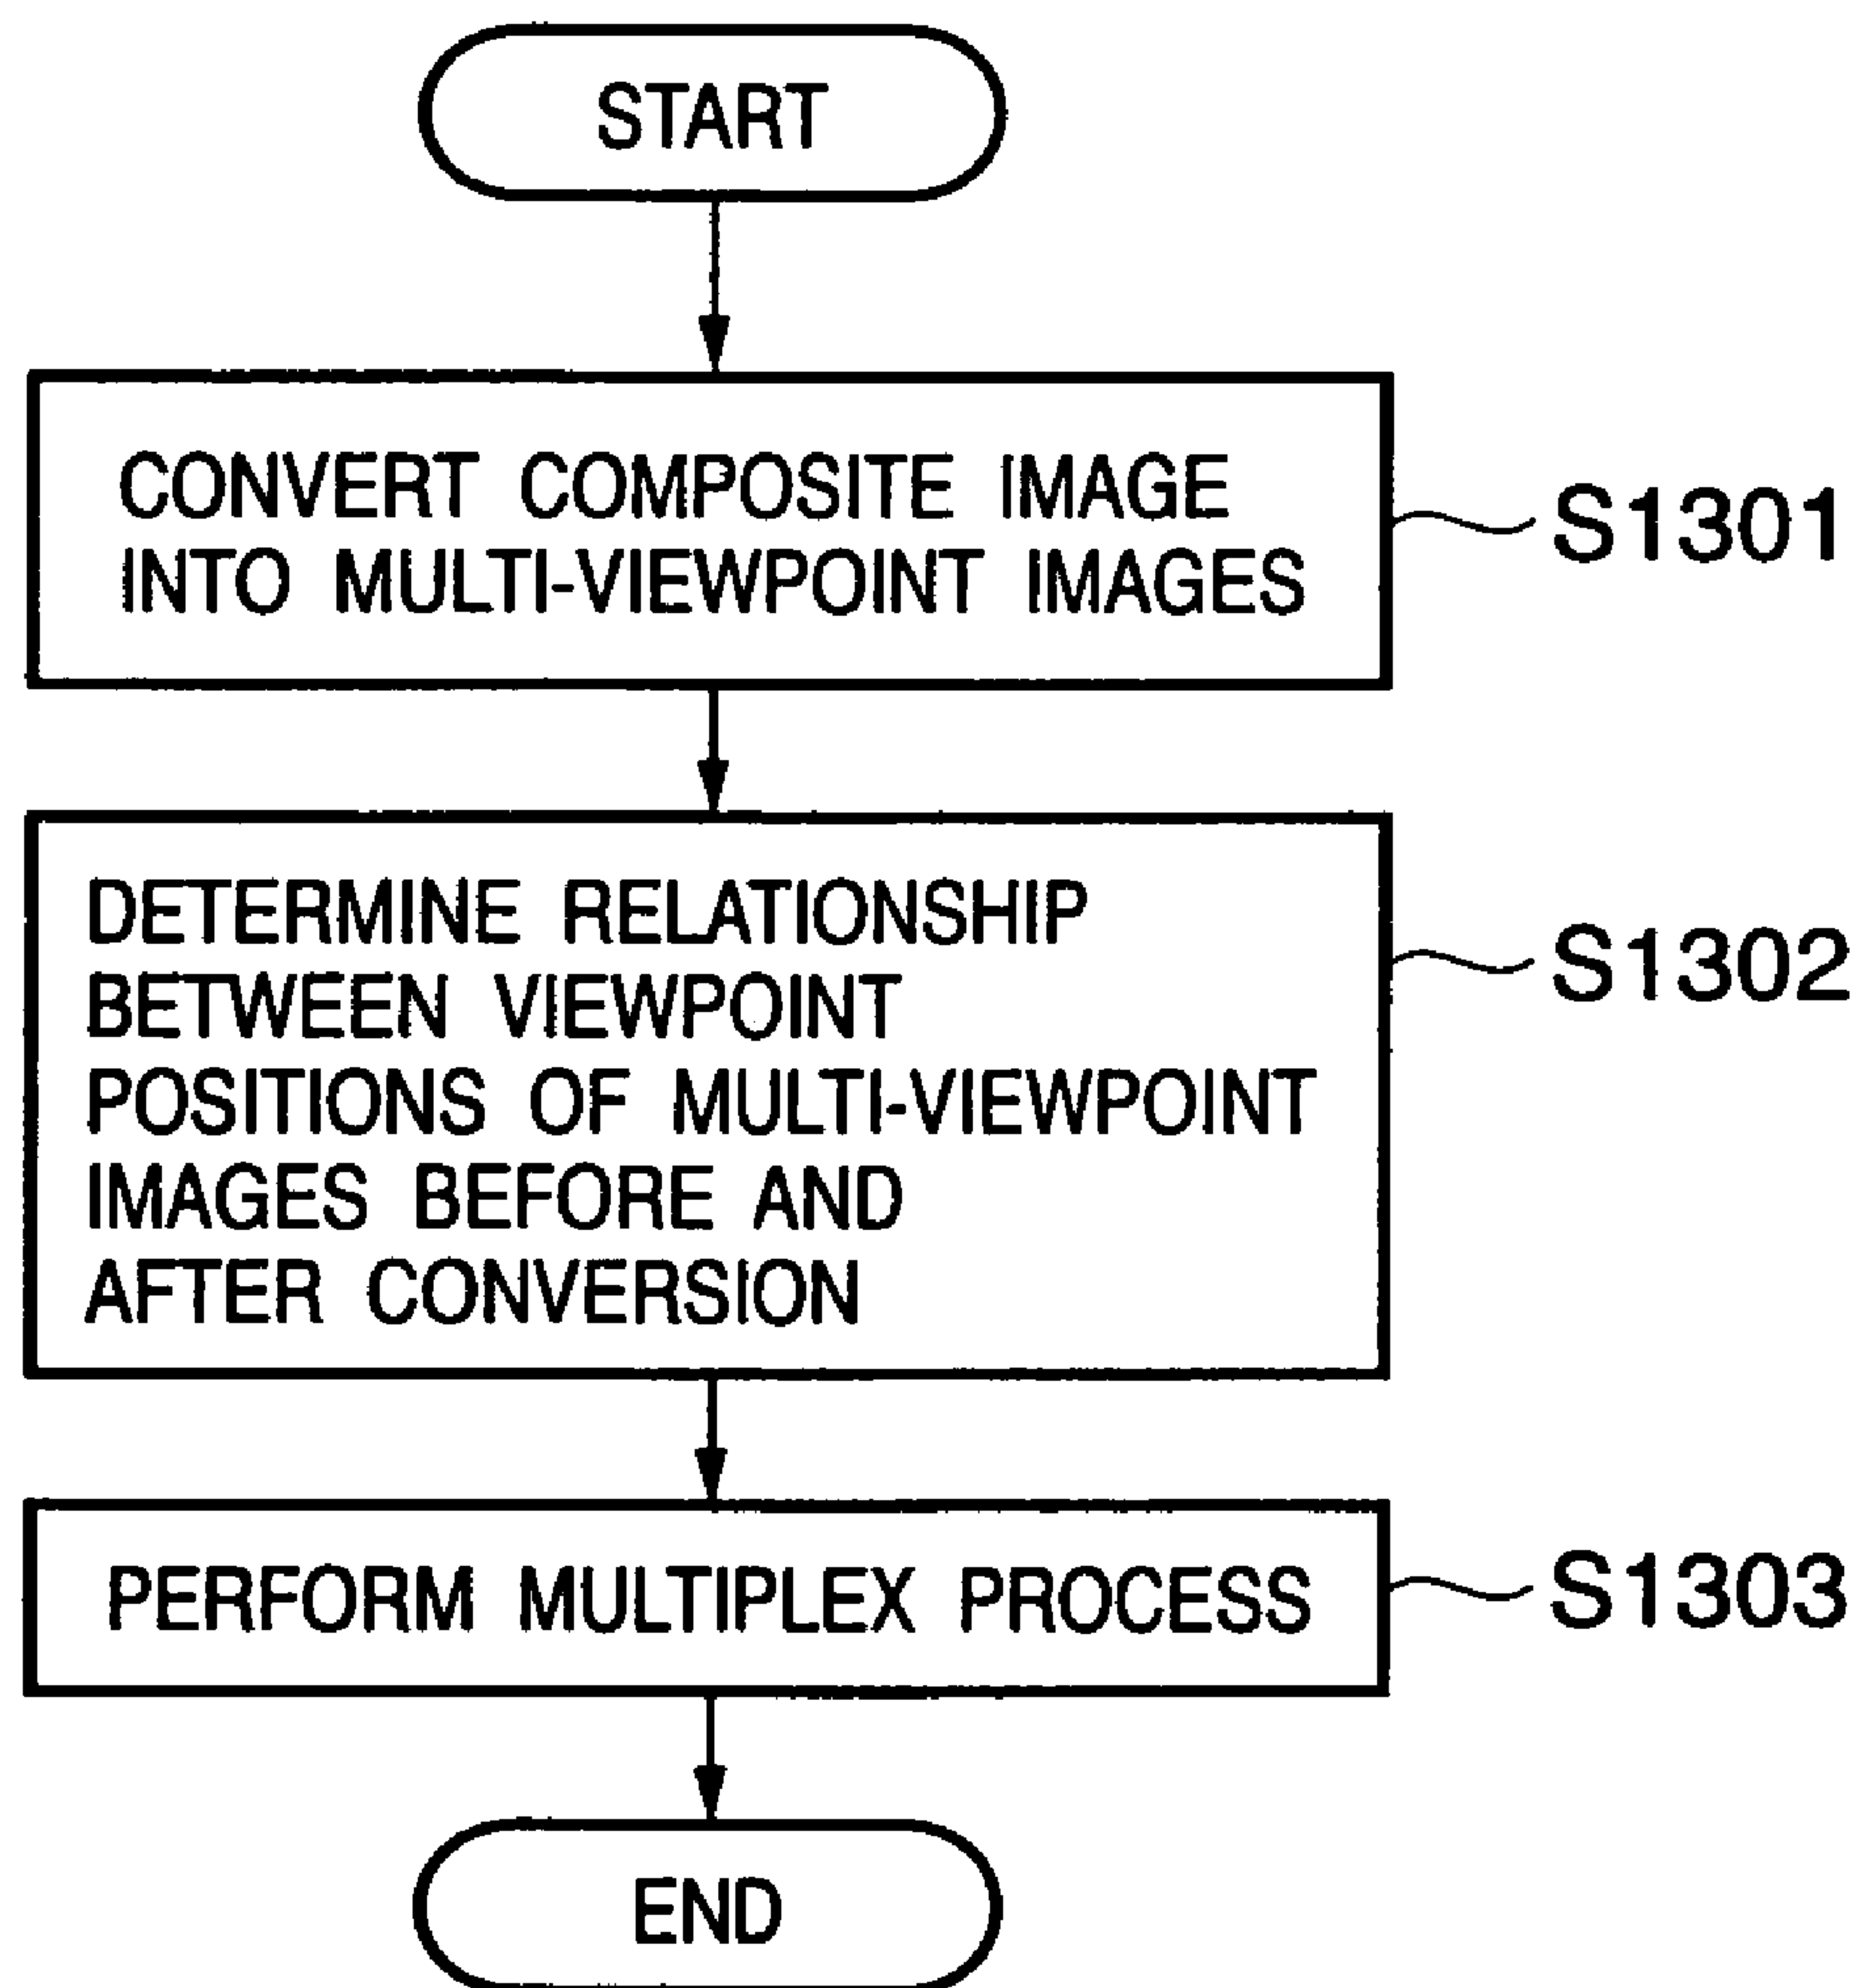 START
CONVERT COMPOSITE IMAGE
INTO MULTI-VIEWPOINT IMAGES
S1301
DETERMINE RELATIONSHIP
BETWEEN VIEWPOINT
POSITIONS OF MULTI-VIEWPOINT
IMAGES BEFORE AND
AFTER CONVERSION
S1302
PERFORM MULTIPLEX PROCESS
S1303
END